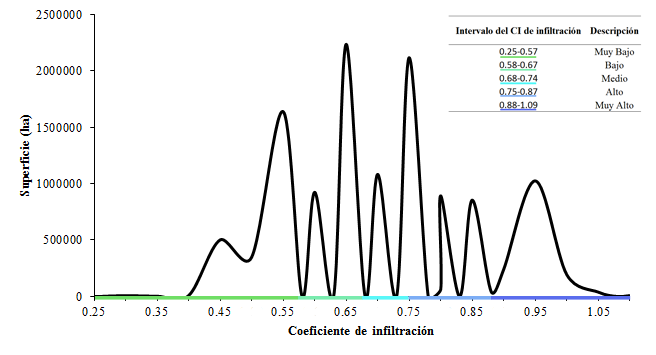 2500000
2000000
1500000
1000000
500000
0
Superficie (ha)
0.25 0.35 0.45 0.55 0.65 0.75 0.85 0.95 1.05
Coeficiente de infiltración
Intervalo del CI de infiltración Descripción
0.25-0.57 Muy Bajo
0.58-0.67 Bajo
0.68-0.74 Medio
0.75-0.87 Alto
0.88-1.09 Muy Alto